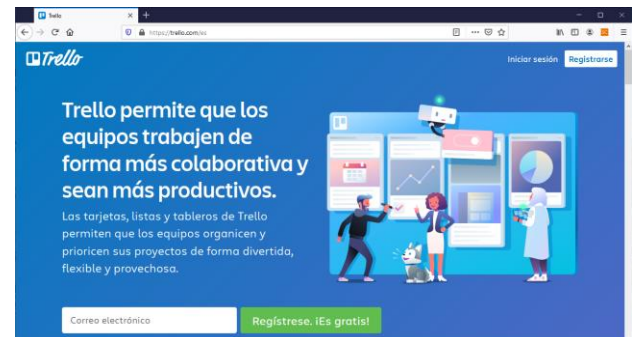 Trello
https://trello.com/es
Trello
Iniciar sesión
Registrarse
Trello permite que los
equipos trabajen de
forma más colaborativa y
sean más productivos.
Las tarjetas, listas y tableros de Trello
permiten que los equipos organicen y
prioricen sus proyectos de forma divertida,
flexible y provechosa.
Correo electrónico
Regístrese. ¡Es gratis!